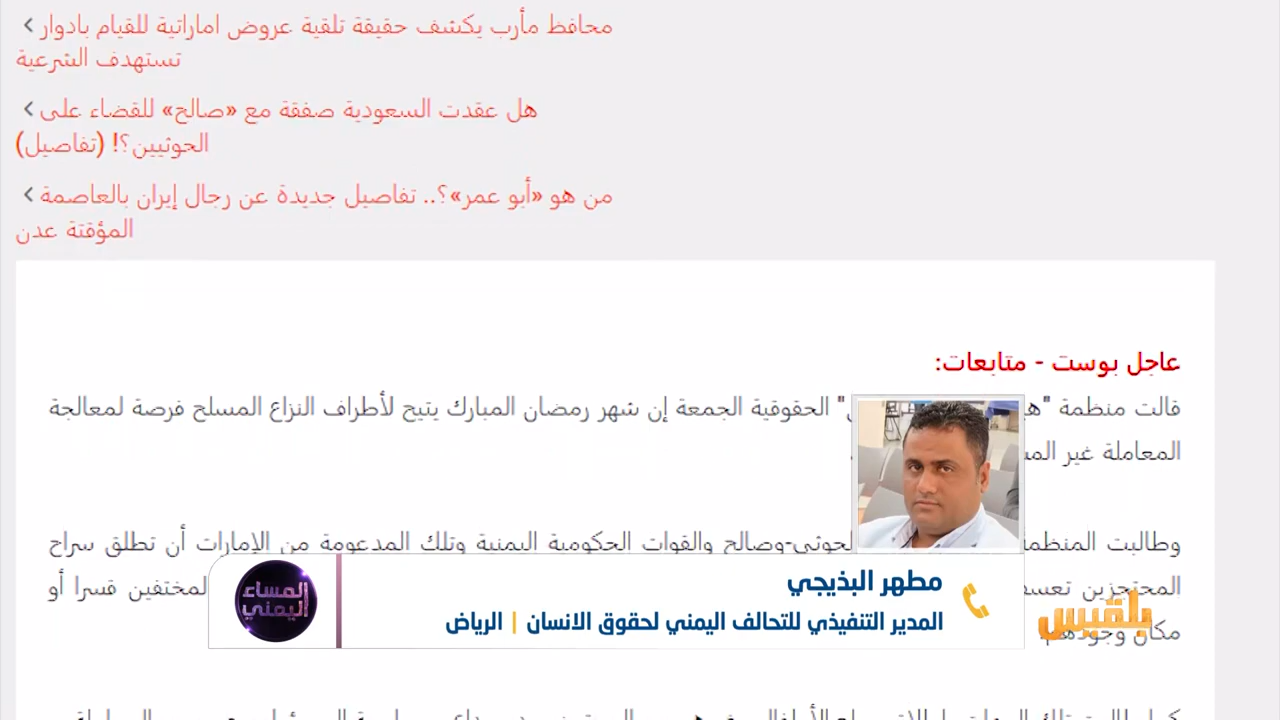 محافظ مأرب يكشف حقيقة تلقية عروض اماراتية للقيام بادوار
تستهدف الشرعية
هل عقدت السعودية صفقة مع «صالح» للقضاء على
الحوثيين؟! (تفاصيل)
من هو «أبو عمر»؟.. تفاصيل جديدة عن رجال إيران بالعاصمة
المؤقتة عدن
عاجل بوست - متابعات:
قالت منظمة " الحقوقية الجمعة إن شهر رمضان المبارك يتيح لأطراف النزاع المسلح فرصة لمعالجة
المعاملة غير
وطالبت المنظمة الحوثي-وصالح والقوات الحكومية اليمنية وتلك المدعومة من الإمارات أن تطلق سراح
المحتجزين قسرا أو
مكان وجودهم.
مطهر البذيجي
المدير التنفيذي للتحالف اليمني لحقوق الانسان | الرياض
المساء
اليمني
بلقيس